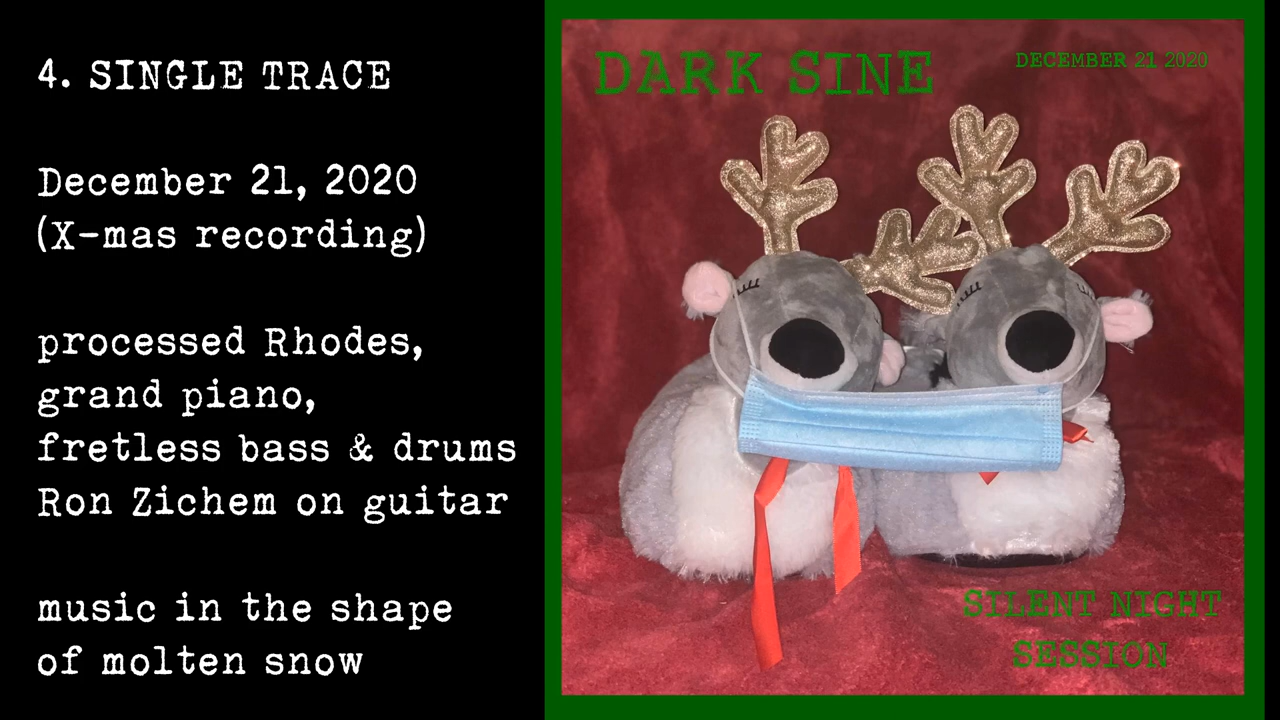 4. SINGLE TRACE
December 21, 2020
(X-mas recording)
processed Rhodes,
grand piano,
fretless bass & drums
Ron Zichem on guitar
music in the shape
of molten snow
DARK SINE
DECEMBER 21 2020
SILENT NIGHT
SESSION